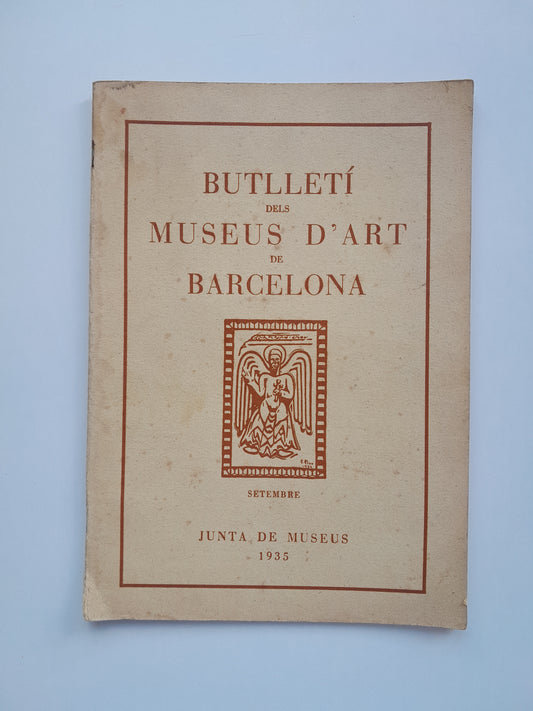 BUTLLETÍ
DELS
MUSEUS D'ART
DE
BARCELONA
SETEMBRE
JUNTA DE MUSEUS
1935